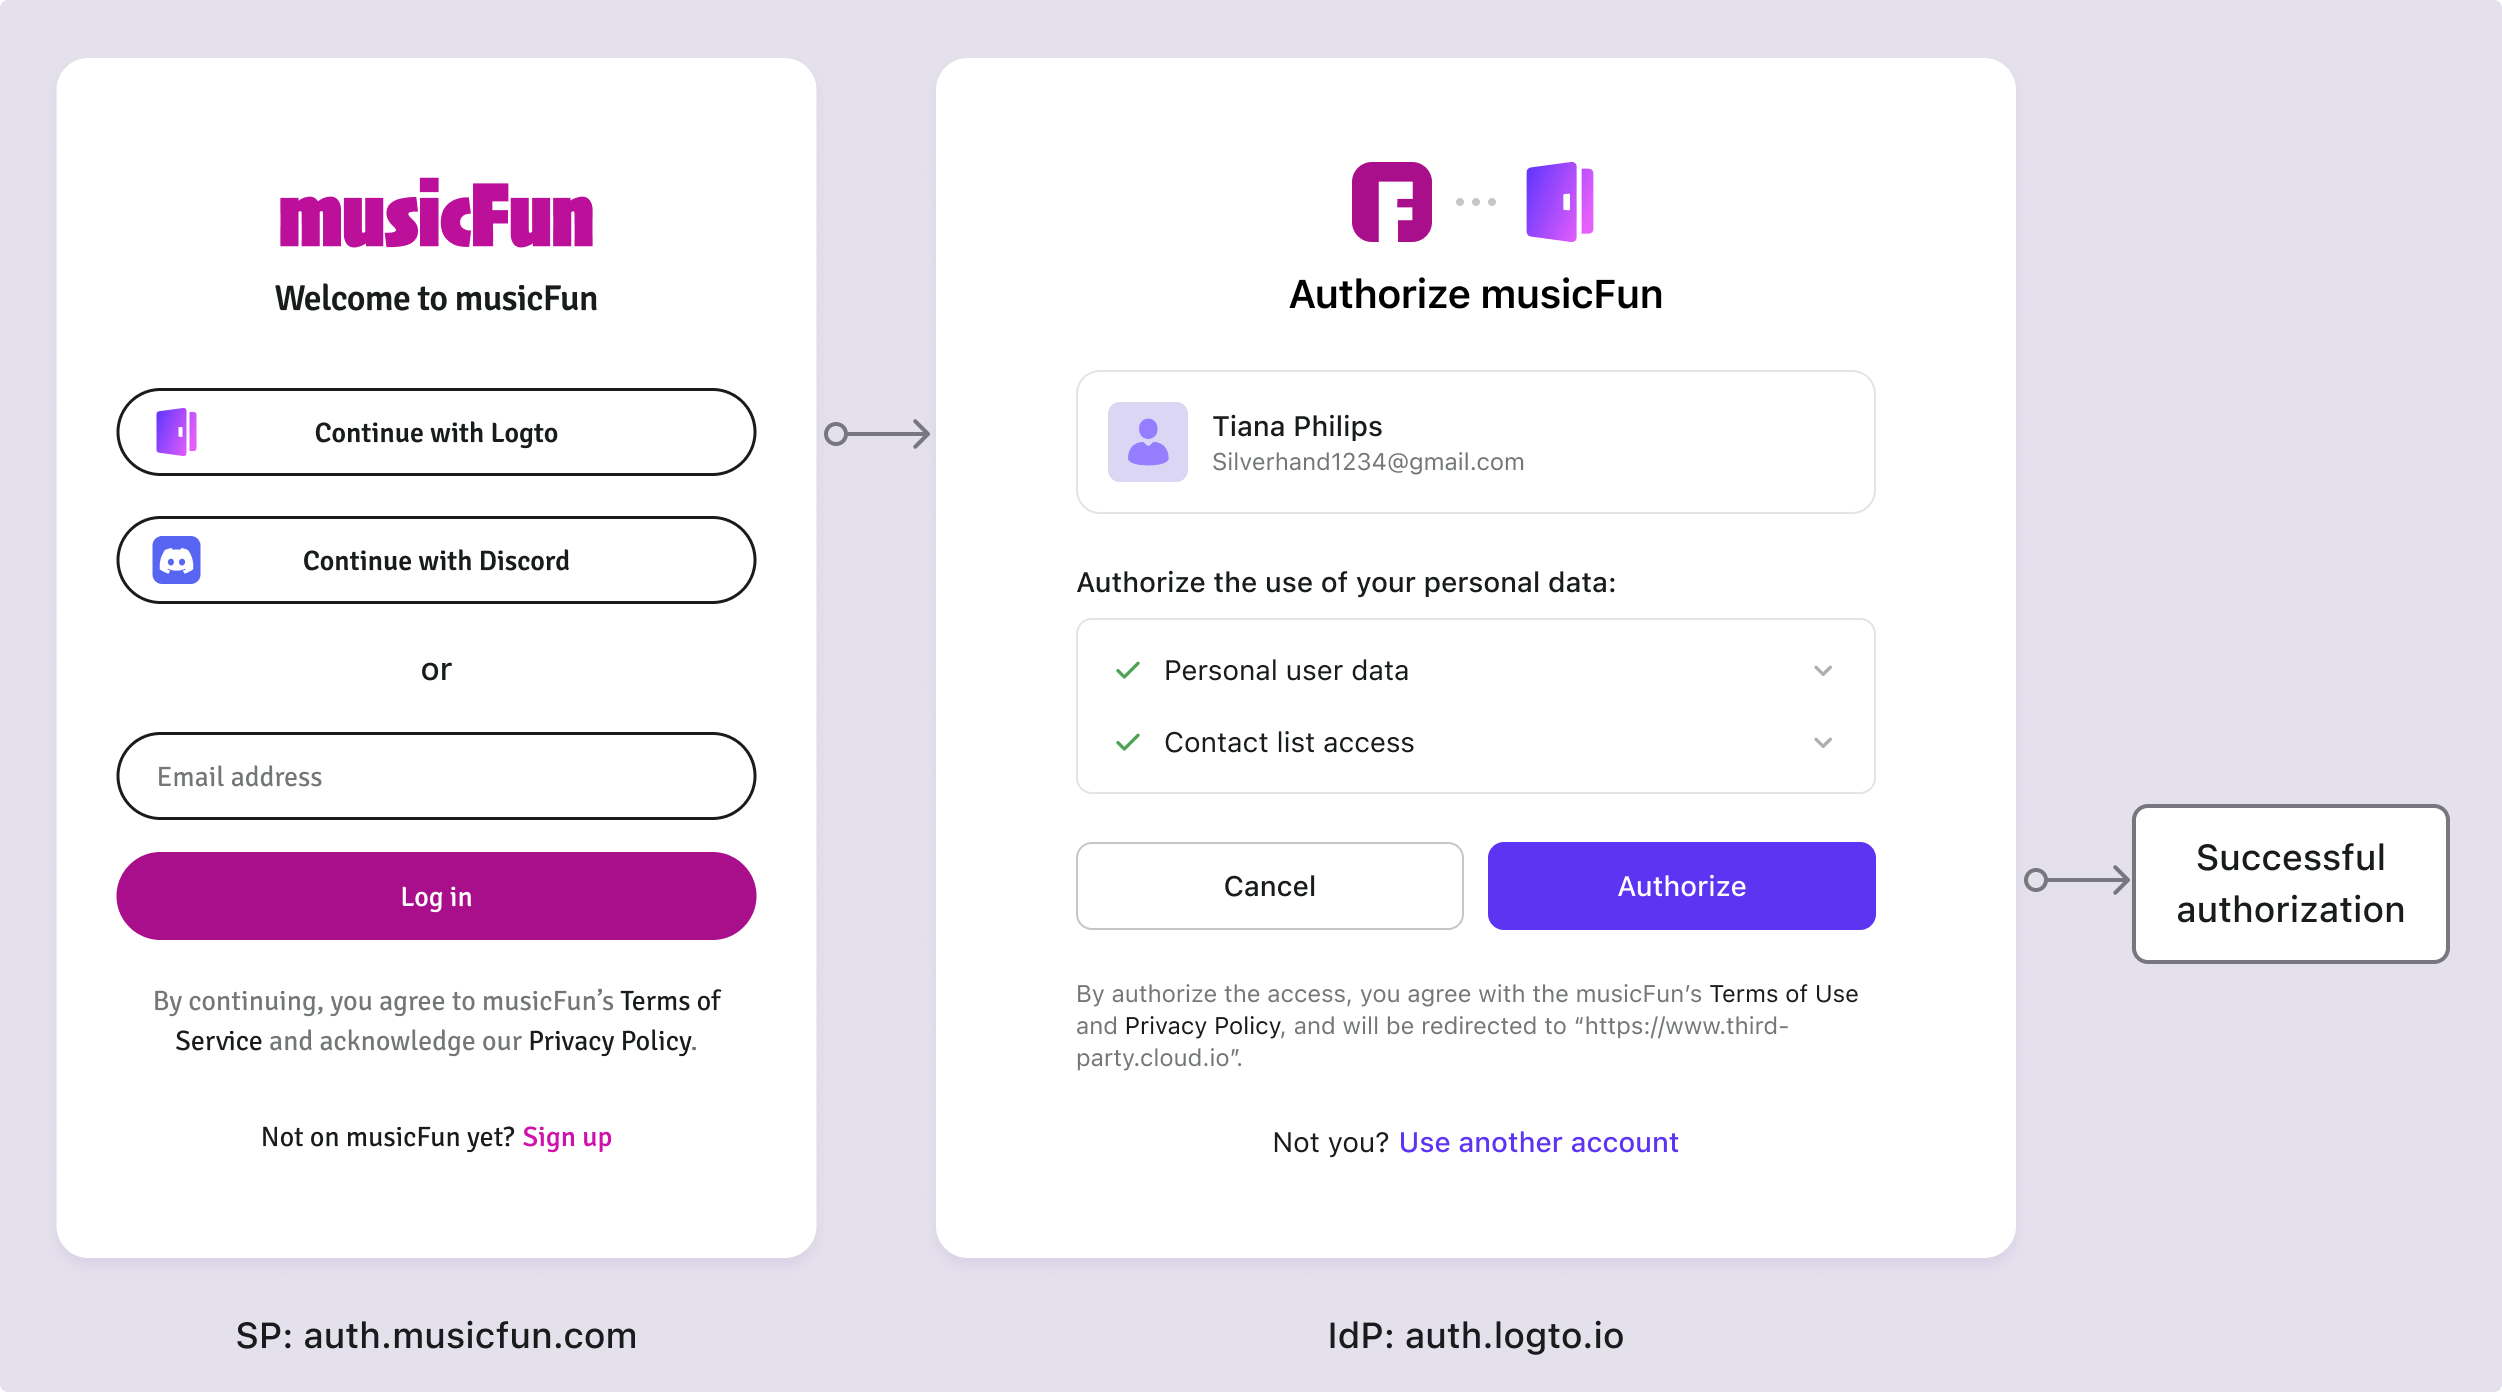 musicFun
Welcome to musicFun
Continue with Logto
Continue with Discord
or
Email address
Log in
By continuing, you agree to musicFun’s Terms of
Service and acknowledge our Privacy Policy.
Not on musicFun yet? Sign up
SP: auth.musicfun.com
Authorize musicFun
Tiana Philips
Silverhand1234@gmail.com
Authorize the use of your personal data:
Personal user data
Contact list access
Cancel
Authorize
By authorize the access, you agree with the musicFun’s Terms of Use
and Privacy Policy, and will be redirected to “https://www.third-
party.cloud.io”.
Not you? Use another account
IdP: auth.logto.io
Successful
authorization